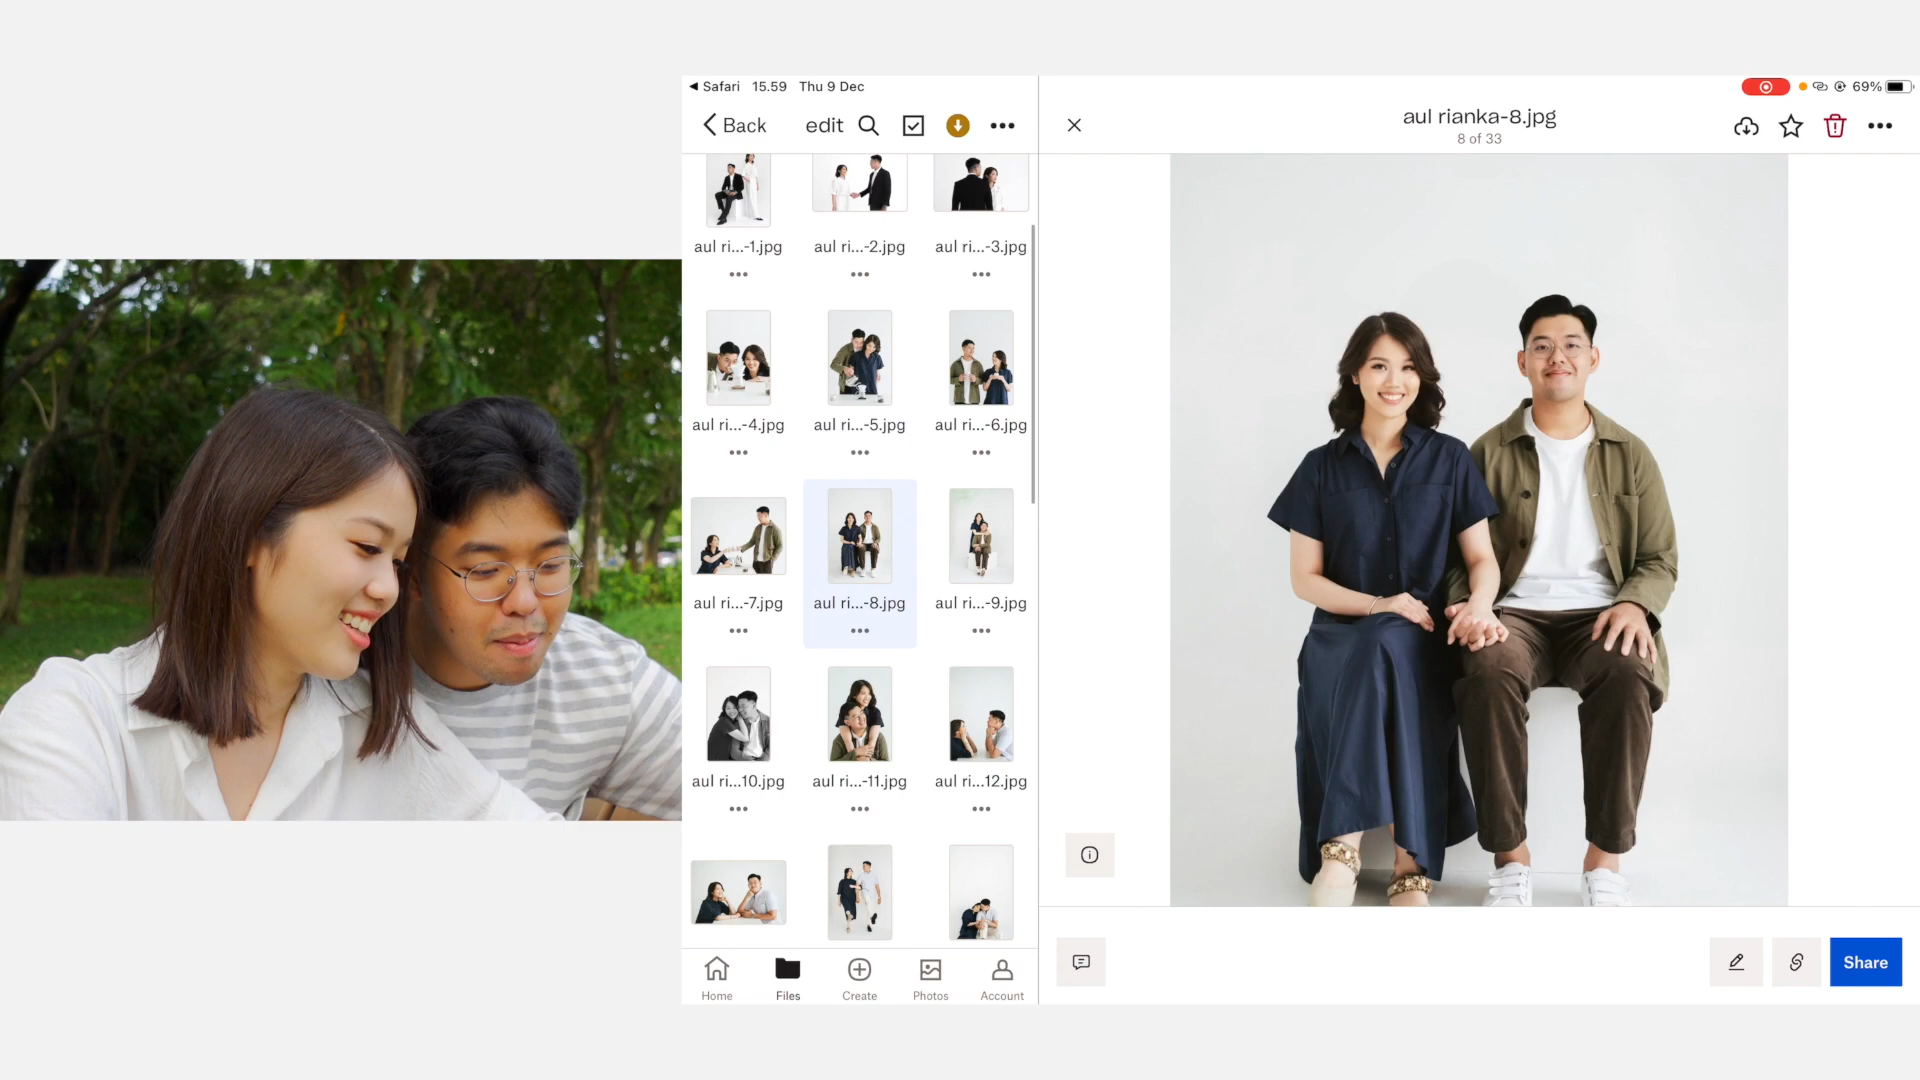 Safari 15.59 Thu 9 Dec
69%
Back edit
aul rianka-8.jpg
8 of 33
aul ri...-1.jpg aul ri...-2.jpg aul ri...-3.jpg
aul ri...-4.jpg aul ri...-5.jpg aul ri...-6.jpg
aul ri...-7.jpg aul ri...-8.jpg aul ri...-9.jpg
aul ri...10.jpg aul ri...-11.jpg aul ri...12.jpg
Home Files Create Photos Account
Share